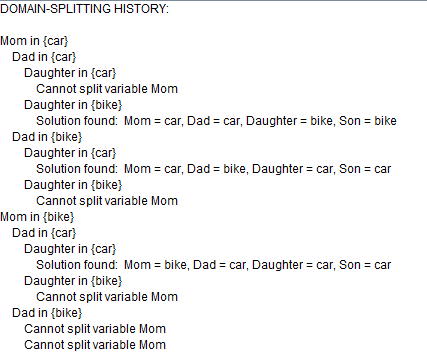 DOMAIN-SPLITTING HISTORY:
Mom in {car}
Dad in {car}
Daughter in {car}
Cannot split variable Mom
Daughter in {bike}
Solution found: Mom = car, Dad = car, Daughter = bike, Son = bike
Dad in {bike}
Daughter in {car}
Solution found: Mom = car, Dad = bike, Daughter = car, Son = car
Daughter in {bike}
Cannot split variable Mom
Mom in {bike}
Dad in {car}
Daughter in {car}
Solution found: Mom = bike, Dad = car, Daughter = car, Son = car
Daughter in {bike}
Cannot split variable Mom
Dad in {bike}
Cannot split variable Mom
Cannot split variable Mom